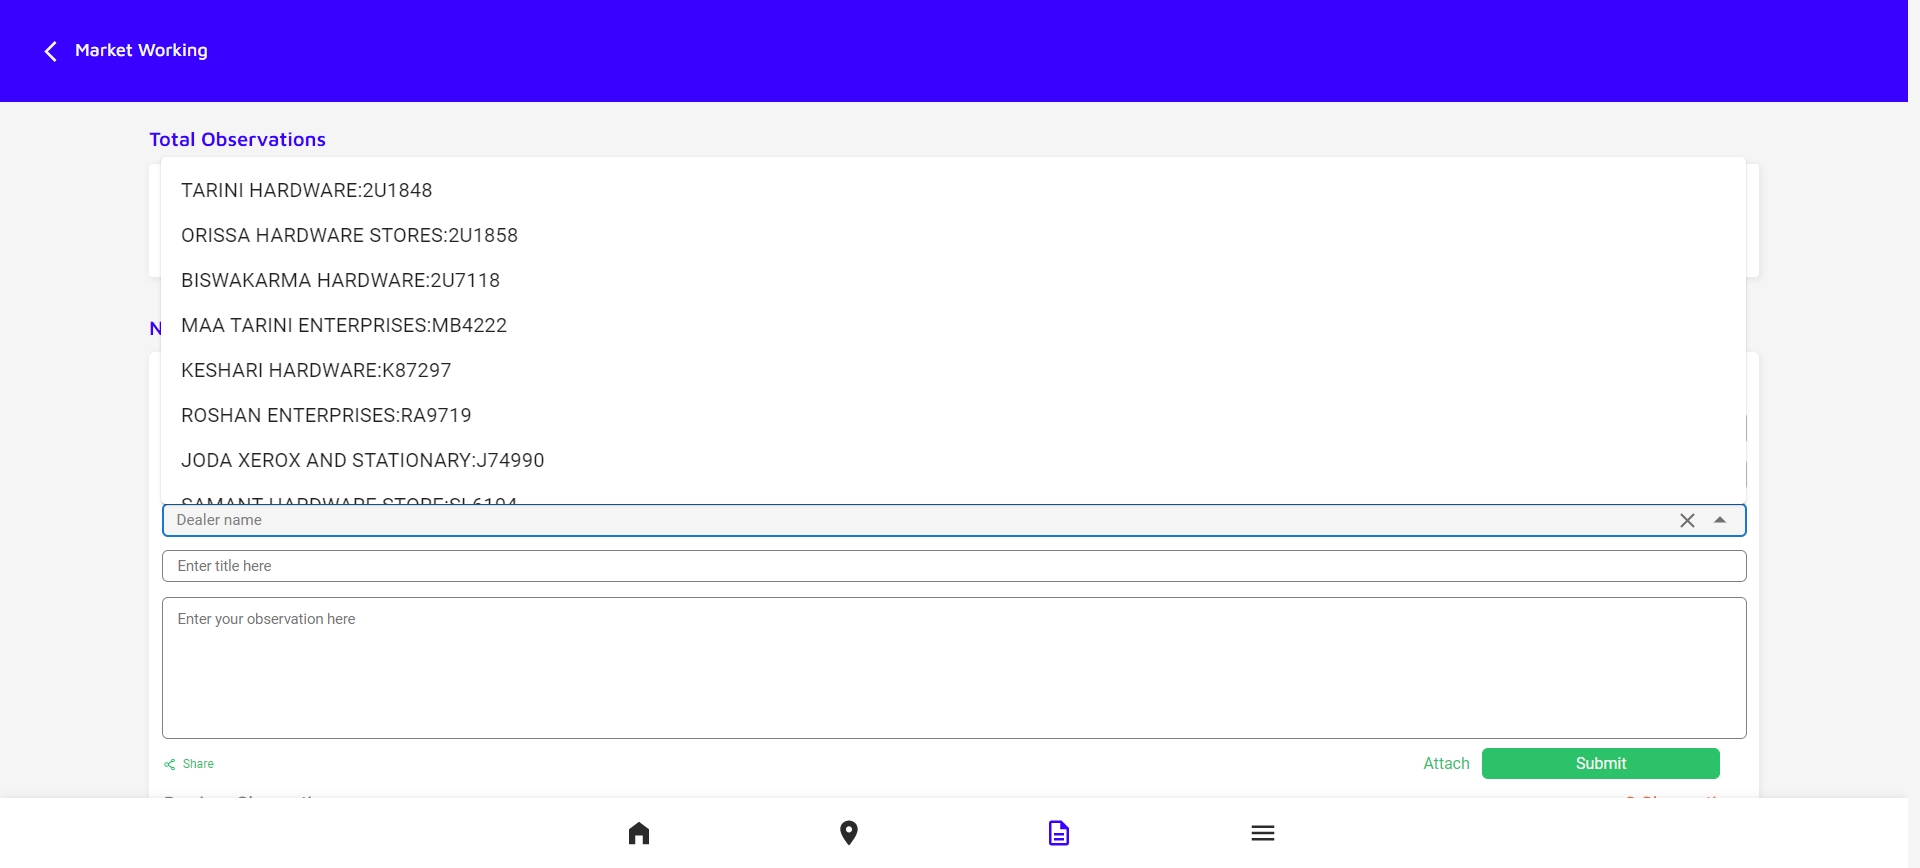 Market Working
Total Observations
TARINI HARDWARE:2U1848
ORISSA HARDWARE STORES:2U1858
BISWAKARMA HARDWARE:2U7118
N
MAA TARINI ENTERPRISES:MB4222
KESHARI HARDWARE:K87297
ROSHAN ENTERPRISES:RA9719
JODA XEROX AND STATIONARY:J74990
Dealer name
Enter title here
Enter your observation here
Share
Attach
Submit